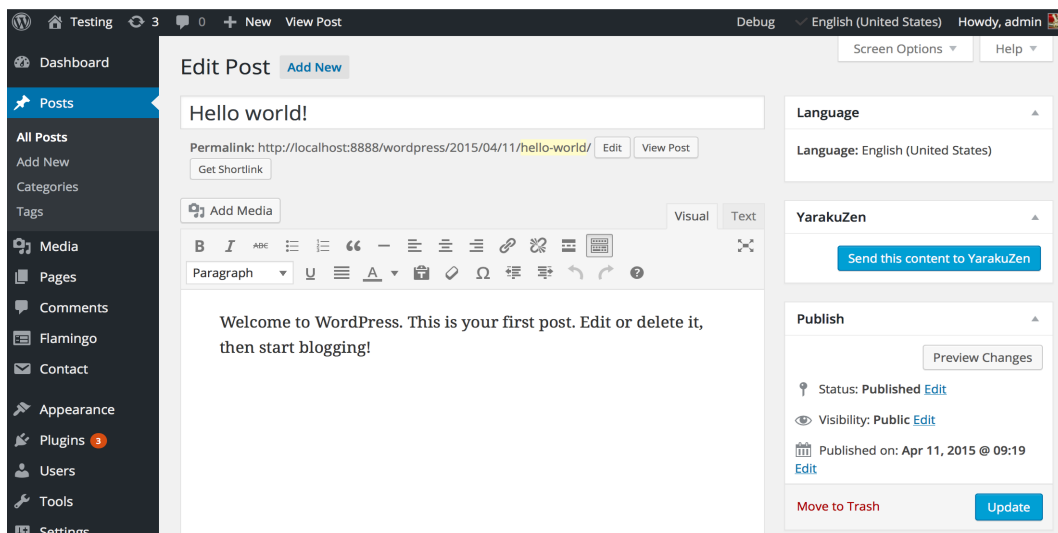 Testing 3 0 New View Post Debug English (United States) Howdy, admin
Screen Options Help
Dashboard
Posts
All Posts
Add New
Categories
Tags
Media
Pages
Comments
Flamingo
Contact
Appearance
Plugins 3
Users
Tools
Settings
Edit Post Add New
Hello world!
Permalink: http://localhost:8888/wordpress/2015/04/11/hello-world/ Edit View Post
Get Shortlink
Add Media Visual Text
B I ABC
Paragraph U A Ω
Welcome to WordPress. This is your first post. Edit or delete it,
then start blogging!
Language
Language: English (United States)
YarakuZen
Send this content to YarakuZen
Publish
Preview Changes
Status: Published Edit
Visibility: Public Edit
Published on: Apr 11, 2015 @ 09:19
Edit
Move to Trash Update